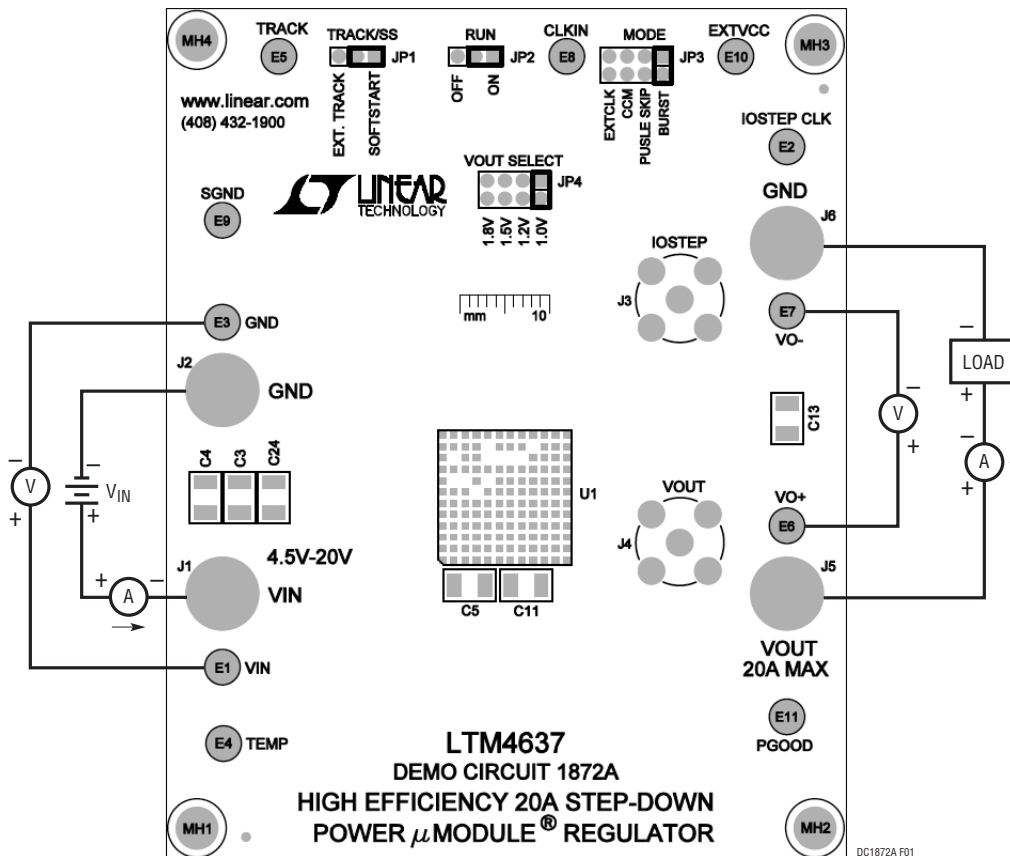 MH4
TRACK
E5
TRACK/SS
JP1
EXT. TRACK
SOFTSTART
RUN
JP2
OFF
ON
CLKIN
E8
MODE
JP3
EXTCLK
CCM
PUSLE SKIP
BURST
EXTVCC
E10
MH3
www.linear.com
(408) 432-1900
LINEAR
TECHNOLOGY
VOUT SELECT
JP4
1.8V
1.5V
1.2V
1.0V
IOSTEP CLK
E2
GND
J6
SGND
E9
IOSTEP
J3
mm 10
E3 GND
J2
GND
E7
VO-
- LOAD +
- V +
- A +
C13
C4
C3
C24
- V +
- VIN +
U1
VOUT
J4
VO+
E6
J5
4.5V-20V
J1
VIN
+ A -
C5
C11
E1 VIN
VOUT
20A MAX
E4 TEMP
E11
PGOOD
LTM4637
DEMO CIRCUIT 1872A
HIGH EFFICIENCY 20A STEP-DOWN
POWER µMODULE® REGULATOR
MH1
MH2
DC1872A F01